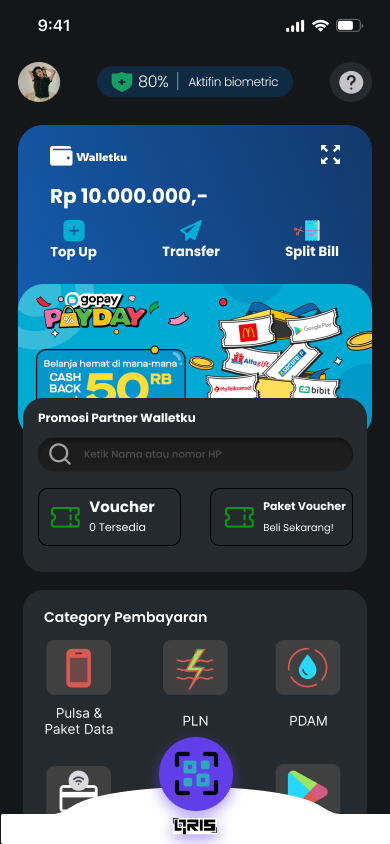 9:41
80%
Aktifin biometric
?
Walletku
Rp 10.000.000,-
Top Up
Transfer
Split Bill
gopay
PAYDAY
Belanja hemat di mana-mana
CASH
BACK
50 RB
Google Play
Alfagift
MyTelkomsel
bibit
Promosi Partner Walletku
Ketik Nama atau nomor HP
Voucher
0 Tersedia
Paket Voucher
Beli Sekarang!
Category Pembayaran
Pulsa &
Paket Data
PLN
PDAM
QRIS